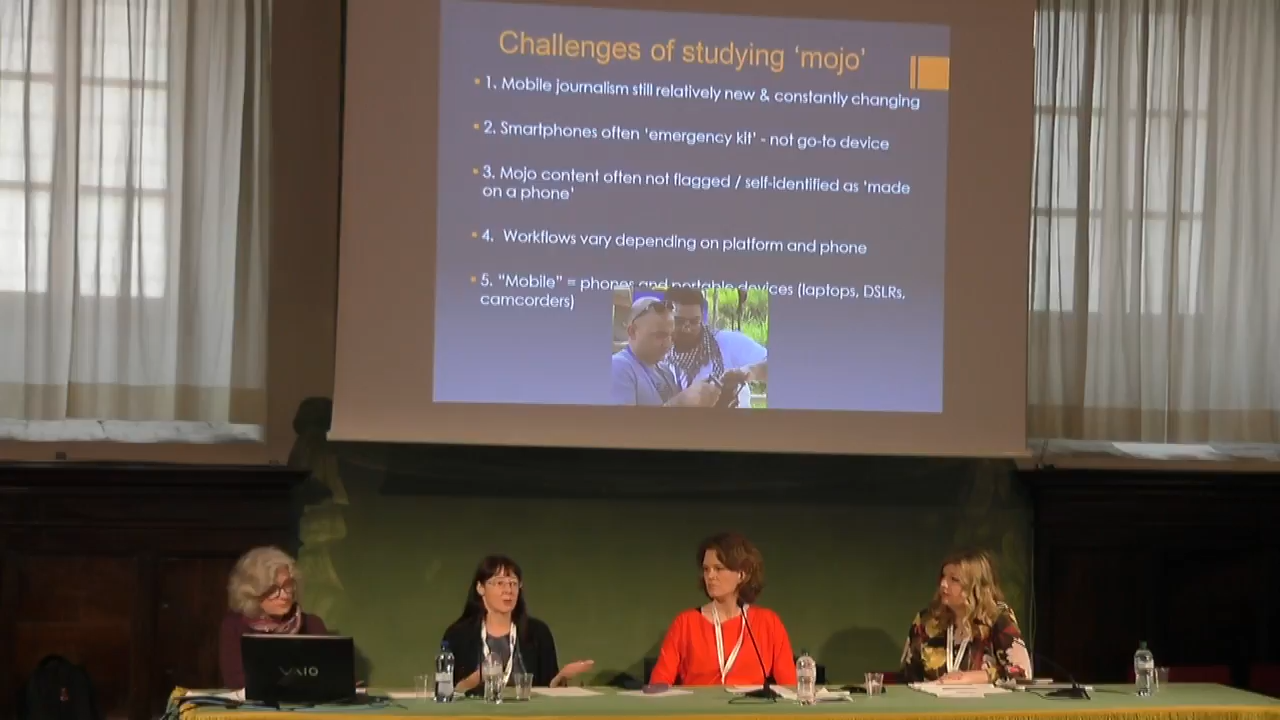 Challenges of studying ‘mojo’
1. Mobile journalism still relatively new & constantly changing
2. Smartphones often ‘emergency kit’ - not go-to device
3. Mojo content often not flagged / self-identified as ‘made
on a phone’
4. Workflows vary depending on platform and phone
5. “Mobile” = phones and portable devices (laptops, DSLRs,
camcorders)
VAIO